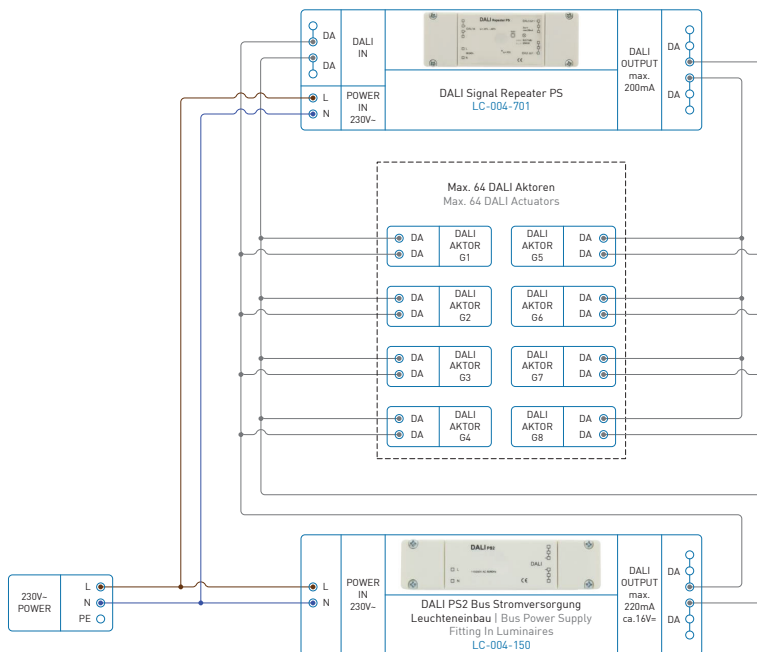 DA
DA
DALI
IN
DALI Repeater PS
DALI
OUTPUT
max.
200mA
DA
DA
L
N
POWER
IN
230V~
DALI Signal Repeater PS
LC-004-701
Max. 64 DALI Aktoren
Max. 64 DALI Actuators
DA
DA
DALI
AKTOR
G1
DALI
AKTOR
G5
DA
DA
DA
DA
DALI
AKTOR
G2
DALI
AKTOR
G6
DA
DA
DA
DA
DALI
AKTOR
G3
DALI
AKTOR
G7
DA
DA
DA
DA
DALI
AKTOR
G4
DALI
AKTOR
G8
DA
DA
230V~
POWER
L
N
PE
L
N
POWER
IN
230V~
DALI PS2
DALI
L
N
CE
DALI PS2 Bus Stromversorgung
Leuchteneinbau | Bus Power Supply
Fitting In Luminaires
LC-004-150
DALI
OUTPUT
max.
220mA
ca.16V=
DA
DA